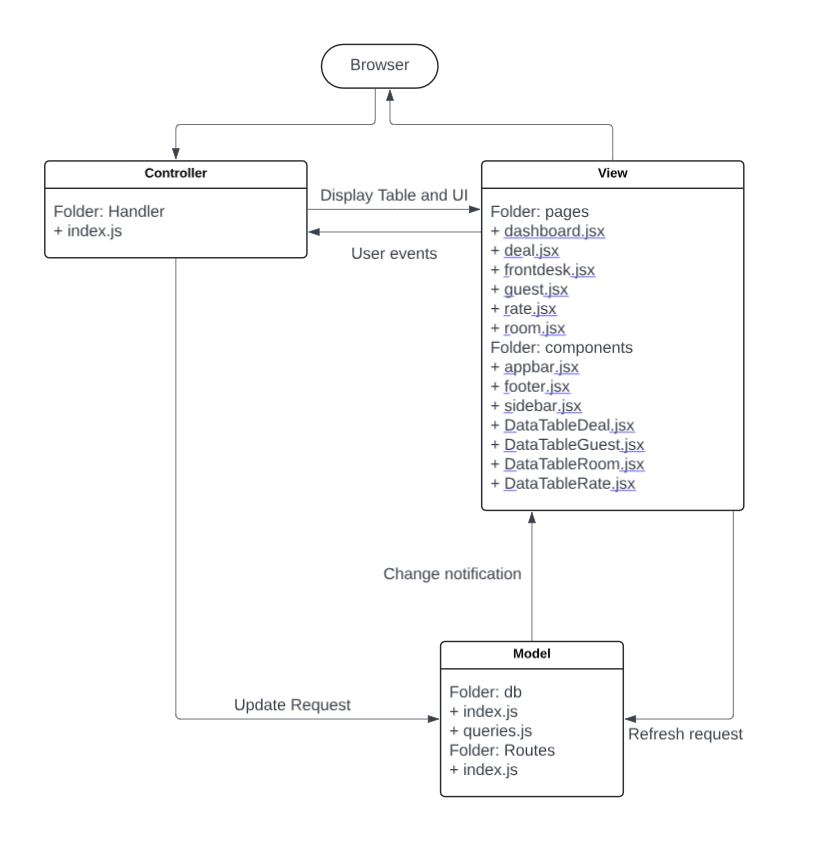 Browser
Controller
Folder: Handler
+ index.js
Display Table and UI
User events
View
Folder: pages
+ dashboard.jsx
+ deal.jsx
+ frontdesk.jsx
+ guest.jsx
+ rate.jsx
+ room.jsx
Folder: components
+ appbar.jsx
+ footer.jsx
+ sidebar.jsx
+ DataTableDeal.jsx
+ DataTableGuest.jsx
+ DataTableRoom.jsx
+ DataTableRate.jsx
Change notification
Model
Folder: db
+ index.js
+ queries.js
Folder: Routes
+ index.js
Update Request
Refresh request